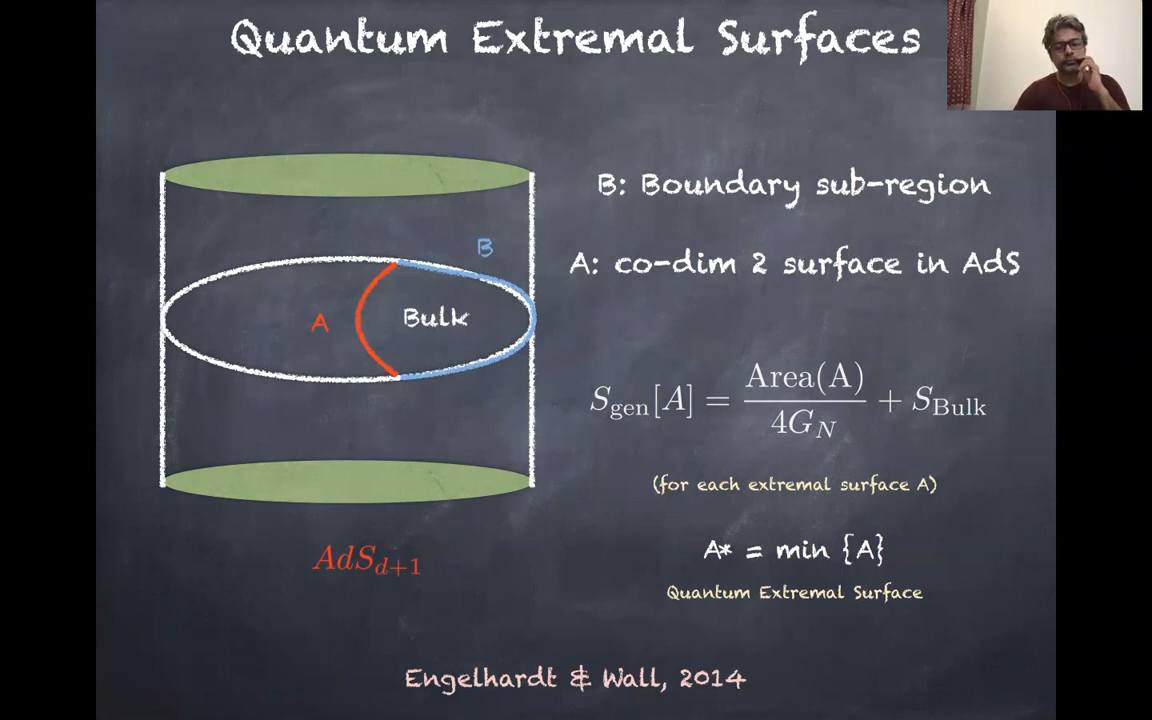 Quantum Extremal Surfaces
B: Boundary sub-region
B
A: co-dim 2 surface in AdS
A
Bulk
S_gen[A] = Area(A) / 4G_N + S_Bulk
(for each extremal surface A)
A* = min {A}
AdS_{d+1}
Quantum Extremal Surface
Engelhardt & Wall, 2014